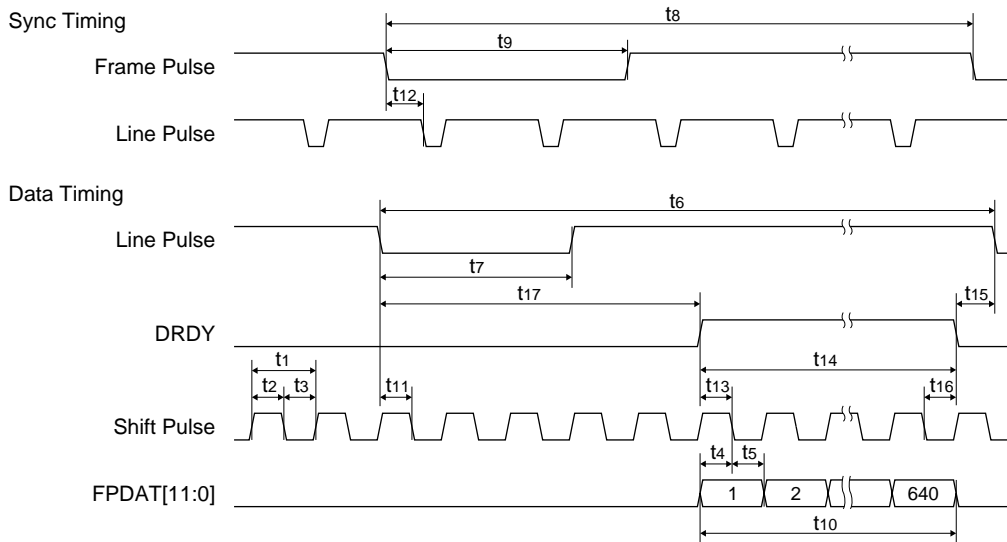 Sync Timing
t8
t9
Frame Pulse
t12
Line Pulse
Data Timing
t6
Line Pulse
t7
t17
t15
DRDY
t1
t14
t2 t3 t11 t13 t16
Shift Pulse
t4 t5
FPDAT[11:0] 1 2 640
t10